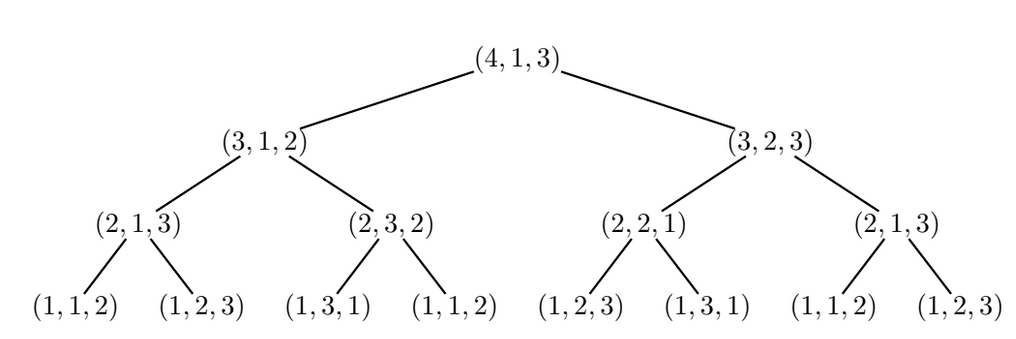 (4, 1, 3)
(3, 1, 2) (3, 2, 3)
(2, 1, 3) (2, 3, 2) (2, 2, 1) (2, 1, 3)
(1, 1, 2) (1, 2, 3) (1, 3, 1) (1, 1, 2) (1, 2, 3) (1, 3, 1) (1, 1, 2) (1, 2, 3)